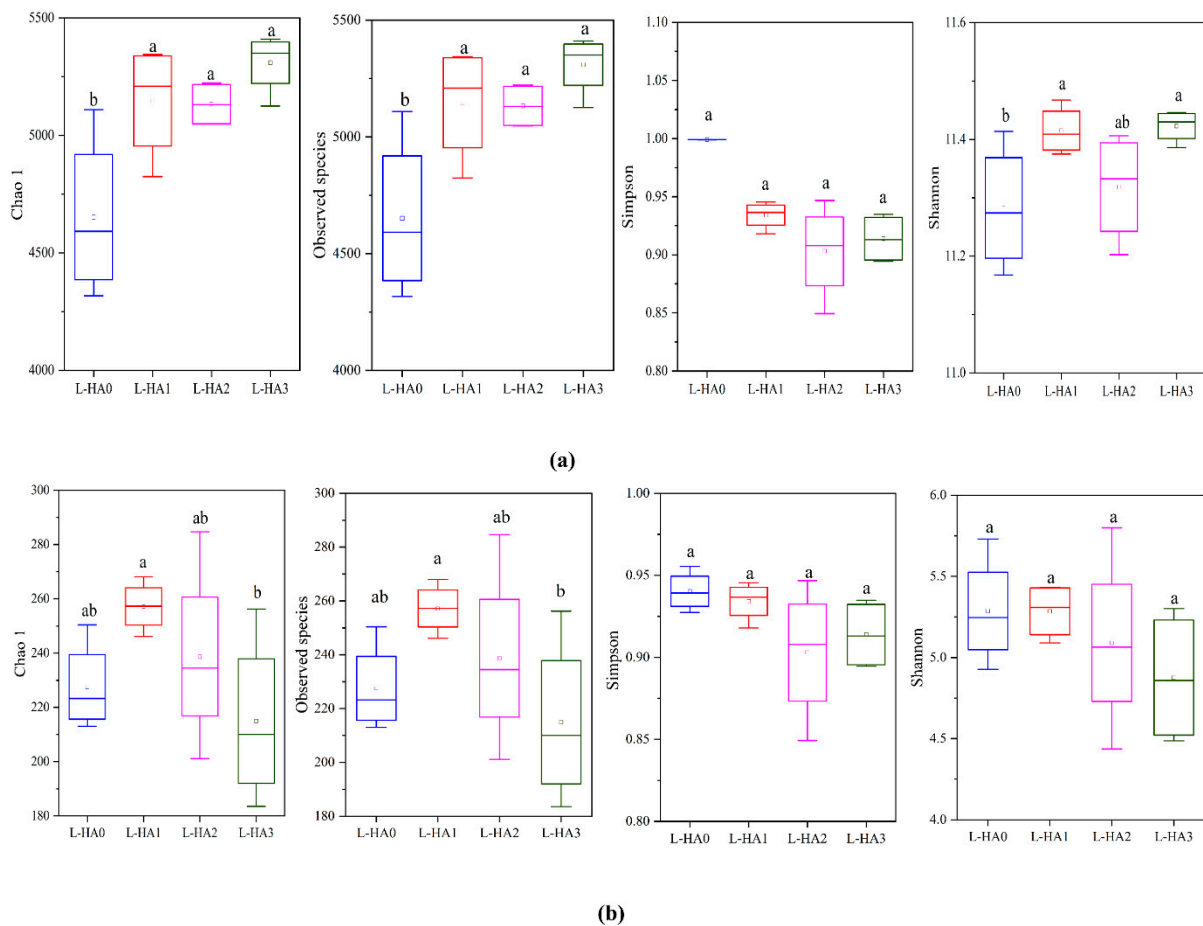 5500
5000
4500
4000
Chao 1
b
a
a
a
L-HA0
L-HA1
L-HA2
L-HA3
5500
5000
4500
4000
Observed species
b
a
a
a
L-HA0
L-HA1
L-HA2
L-HA3
1.10
1.05
1.00
0.95
0.90
0.85
0.80
Simpson
a
a
a
a
L-HA0
L-HA1
L-HA2
L-HA3
11.6
11.4
11.2
11.0
Shannon
b
a
ab
a
L-HA0
L-HA1
L-HA2
L-HA3
(a)
300
280
260
240
220
210
180
Chao 1
ab
a
ab
b
L-HA0
L-HA1
L-HA2
L-HA3
300
280
260
240
220
200
180
Observed species
ab
a
ab
b
L-HA0
L-HA1
L-HA2
L-HA3
1.00
0.95
0.90
0.85
0.80
Simpson
a
a
a
a
L-HA0
L-HA1
L-HA2
L-HA3
6.0
5.5
5.0
4.5
4.0
Shannon
a
a
a
a
L-HA0
L-HA1
L-HA2
L-HA3
(b)